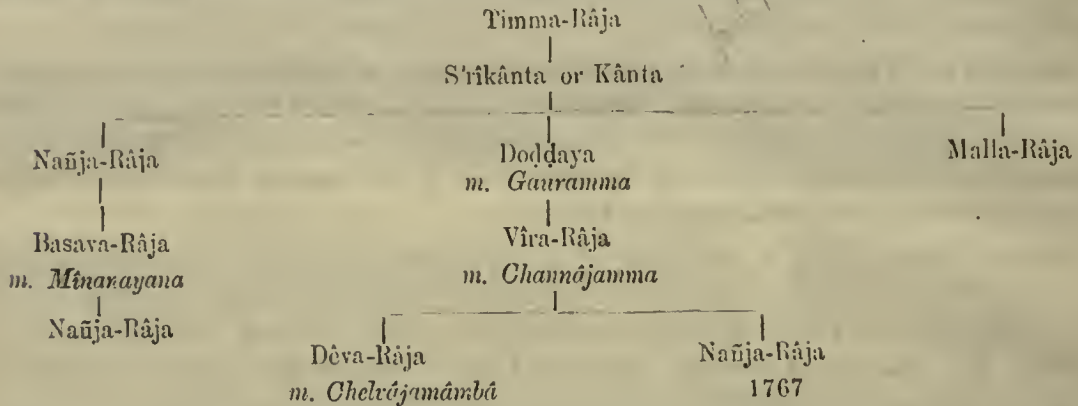 Timma-Râja
S'rîkânta or Kânta
Nañja-Râja Doḍḍaya Malla-Râja
m. Gauramma
Basava-Râja Vîra-Râja
m. Mînanayana m. Channâjamma
Nañja-Râja
Dêva-Râja Nañja-Râja
m. Chelvâjamâmbâ 1767